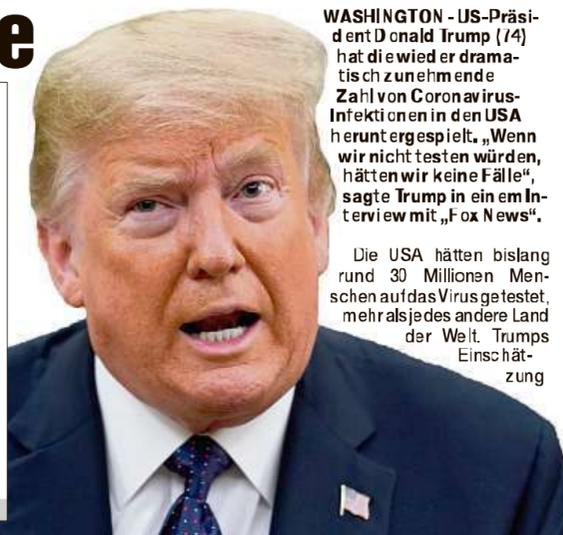 e
WASHINGTON - US-Präsi-
dent Donald Trump (74)
hat die wieder drama-
tisch zunehmende
Zahl von Coronavirus-
Infektionen in den USA
heruntergespielt. „Wenn
wir nicht testen würden,
hätten wir keine Fälle“,
sagte Trump in einem In-
terview mit „Fox News“.
Die USA hätten bislang
rund 30 Millionen Men-
schen auf das Virus getestet,
mehr als jedes andere Land
der Welt. Trumps
Einschät-
zung